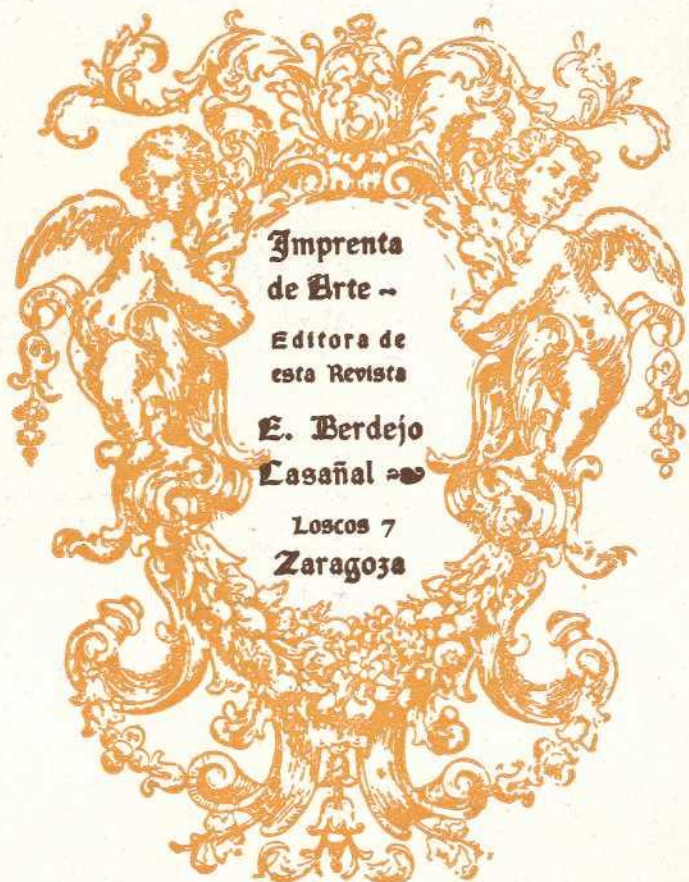 Imprenta
de Arte ~
Editora de
esta Revista
E. Berdejo
Casañal
Loscos 7
Zaragoza